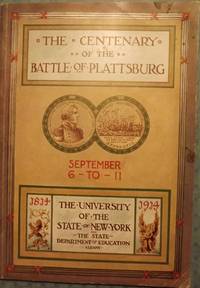 THE · CENTENARY
· OF · THE ·
BATTLE · OF · PLATTSBURG
SEPTEMBER
6 - TO - 11
1814
1914
THE · UNIVERSITY
· OF · THE ·
STATE OF NEW-YORK
THE STATE
DEPARTMENT OF EDUCATION
ALBANY